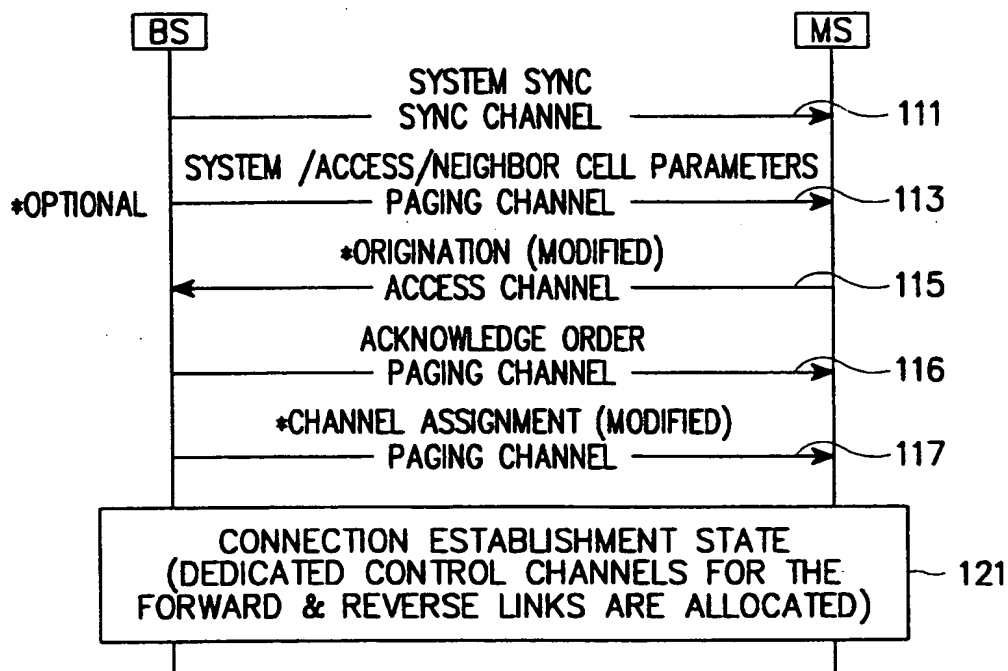 BS
MS
SYSTEM SYNC
SYNC CHANNEL
111
SYSTEM /ACCESS/NEIGHBOR CELL PARAMETERS
*OPTIONAL
PAGING CHANNEL
113
*ORIGINATION (MODIFIED)
ACCESS CHANNEL
115
ACKNOWLEDGE ORDER
PAGING CHANNEL
116
*CHANNEL ASSIGNMENT (MODIFIED)
PAGING CHANNEL
117
CONNECTION ESTABLISHMENT STATE
(DEDICATED CONTROL CHANNELS FOR THE
FORWARD & REVERSE LINKS ARE ALLOCATED)
121